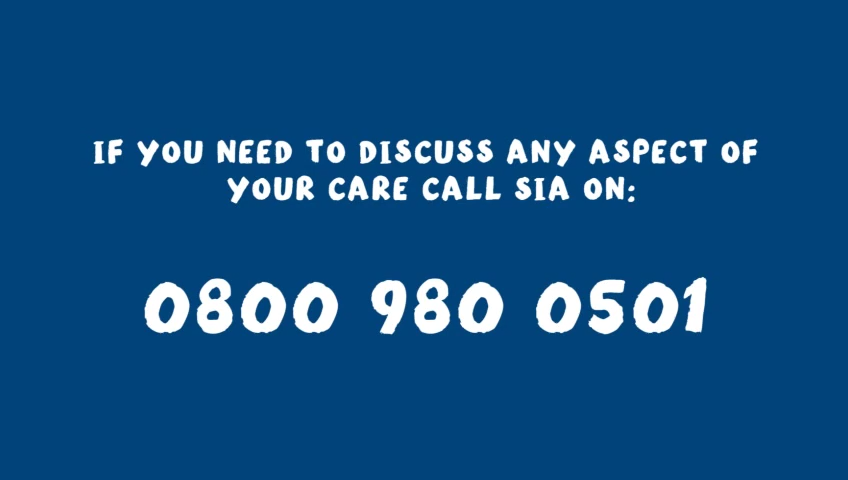 IF YOU NEED TO DISCUSS ANY ASPECT OF
YOUR CARE CALL SIA ON:
0800 980 0501